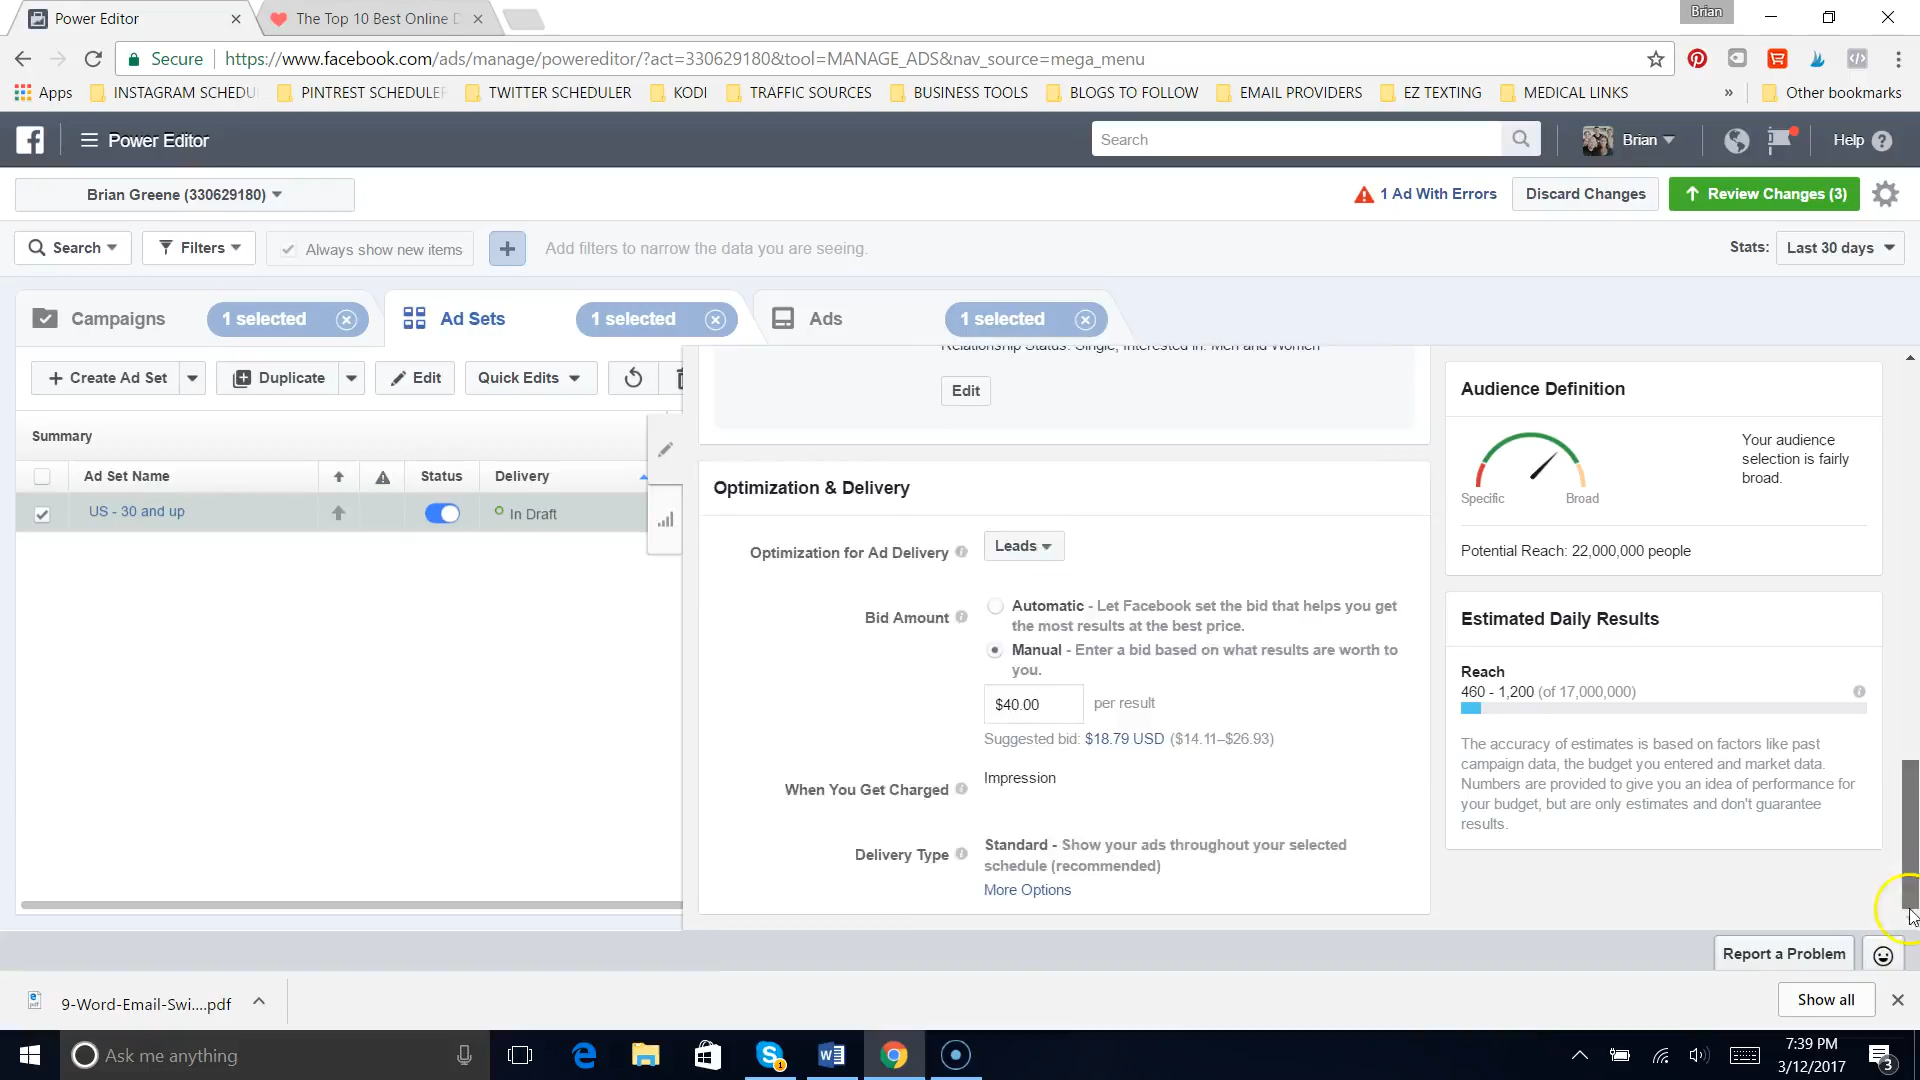 Power Editor
The Top 10 Best Online D
Brian
Secure https://www.facebook.com/ads/manage/powereditor/?act=330629180&tool=MANAGE_ADS&nav_source=mega_menu
Apps INSTAGRAM SCHEDU PINTREST SCHEDULER TWITTER SCHEDULER KODI TRAFFIC SOURCES BUSINESS TOOLS BLOGS TO FOLLOW EMAIL PROVIDERS EZ TEXTING MEDICAL LINKS » Other bookmarks
Power Editor Search Brian Help
Brian Greene (330629180) 1 Ad With Errors Discard Changes Review Changes (3)
Search Filters Always show new items + Add filters to narrow the data you are seeing. Stats: Last 30 days
Campaigns 1 selected Ad Sets 1 selected Ads 1 selected
Relationship Status: Single, Interested In: Men and Women
+ Create Ad Set Duplicate Edit Quick Edits
Edit
Summary
Ad Set Name Status Delivery
US - 30 and up In Draft
Optimization & Delivery
Optimization for Ad Delivery Leads
Bid Amount Automatic - Let Facebook set the bid that helps you get
the most results at the best price.
Manual - Enter a bid based on what results are worth to
you.
$40.00 per result
Suggested bid: $18.79 USD ($14.11–$26.93)
When You Get Charged Impression
Delivery Type Standard - Show your ads throughout your selected
schedule (recommended)
More Options
Audience Definition
Your audience
selection is fairly
broad.
Specific Broad
Potential Reach: 22,000,000 people
Estimated Daily Results
Reach
460 - 1,200 (of 17,000,000)
The accuracy of estimates is based on factors like past
campaign data, the budget you entered and market data.
Numbers are provided to give you an idea of performance for
your budget, but are only estimates and don't guarantee
results.
Report a Problem
9-Word-Email-Swi....pdf Show all
Ask me anything
1
7:39 PM
3/12/2017
3